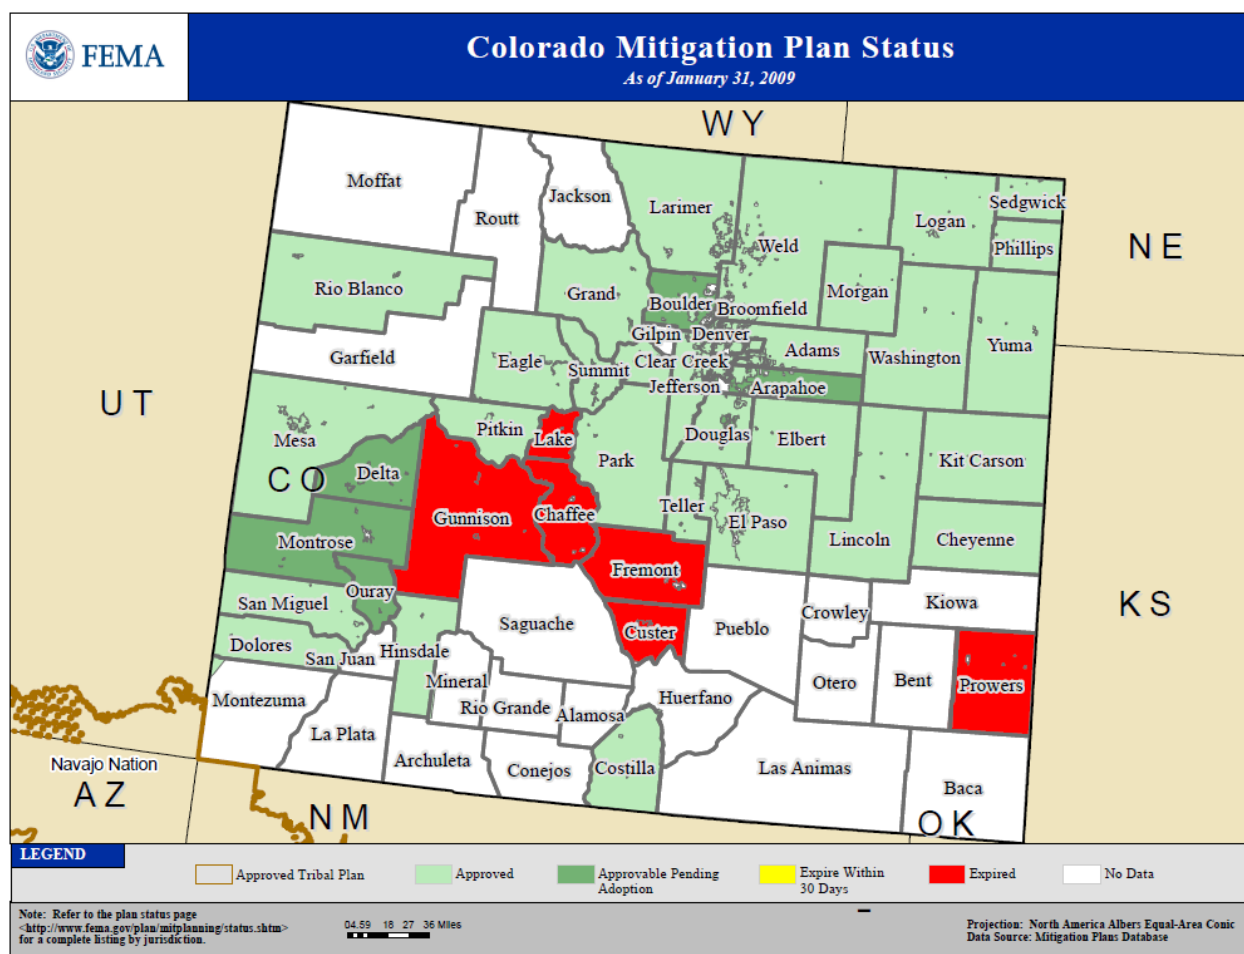 FEMA
Colorado Mitigation Plan Status
As of January 31, 2009
WY
Moffat
Jackson
Routt
Larimer
Sedgwick
Logan
Weld
Phillips
NE
Rio Blanco
Grand
Boulder
Broomfield
Morgan
Gilpin
Denver
Garfield
Eagle
Summit
Clear Creek
Adams
Washington
Yuma
Jefferson
Arapahoe
UT
Mesa
Pitkin
Lake
Park
Douglas
Elbert
Kit Carson
CO
Delta
Gunnison
Chaffee
Teller
El Paso
Montrose
Lincoln
Cheyenne
Ouray
Fremont
San Miguel
Saguache
Custer
Pueblo
Crowley
Kiowa
KS
Dolores
San Juan
Hinsdale
Mineral
Otero
Bent
Prowers
Montezuma
Rio Grande
Alamosa
Huerfano
La Plata
Archuleta
Conejos
Costilla
Las Animas
Baca
Navajo Nation
AZ
NM
OK
LEGEND
Approved Tribal Plan
Approved
Approvable Pending
Adoption
Expire Within
30 Days
Expired
No Data
Note: Refer to the plan status page
<http://www.fema.gov/plan/mitplanning/status.shtm>
for a complete listing by jurisdiction.
04.59 18 27 36 Miles
Projection: North America Albers Equal-Area Conic
Data Source: Mitigation Plans Database